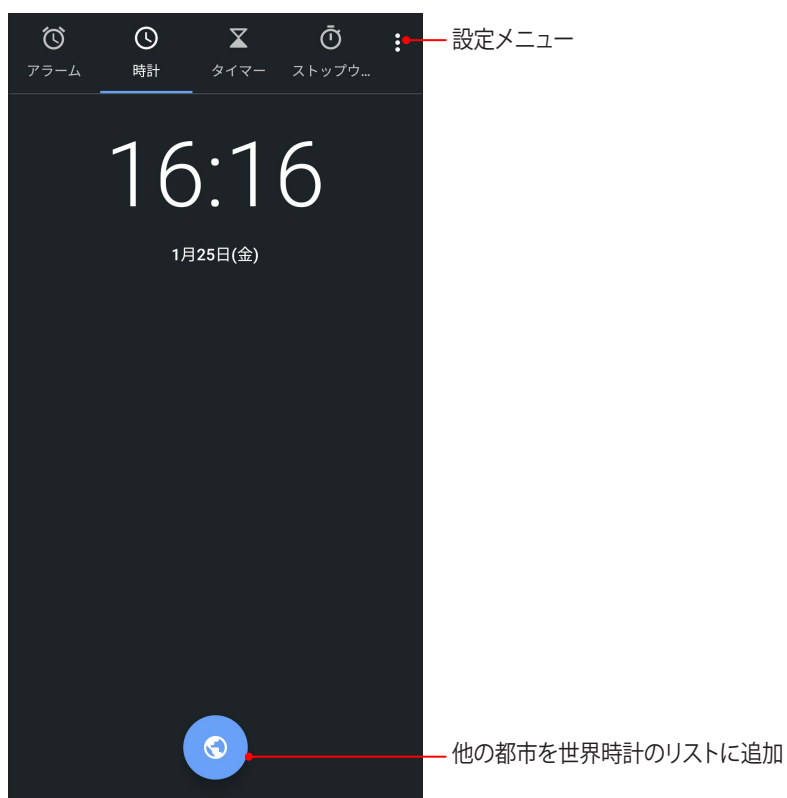 設定メニュー
アラーム 時計 タイマー ストップウ...
16:16
1月25日(金)
他の都市を世界時計のリストに追加